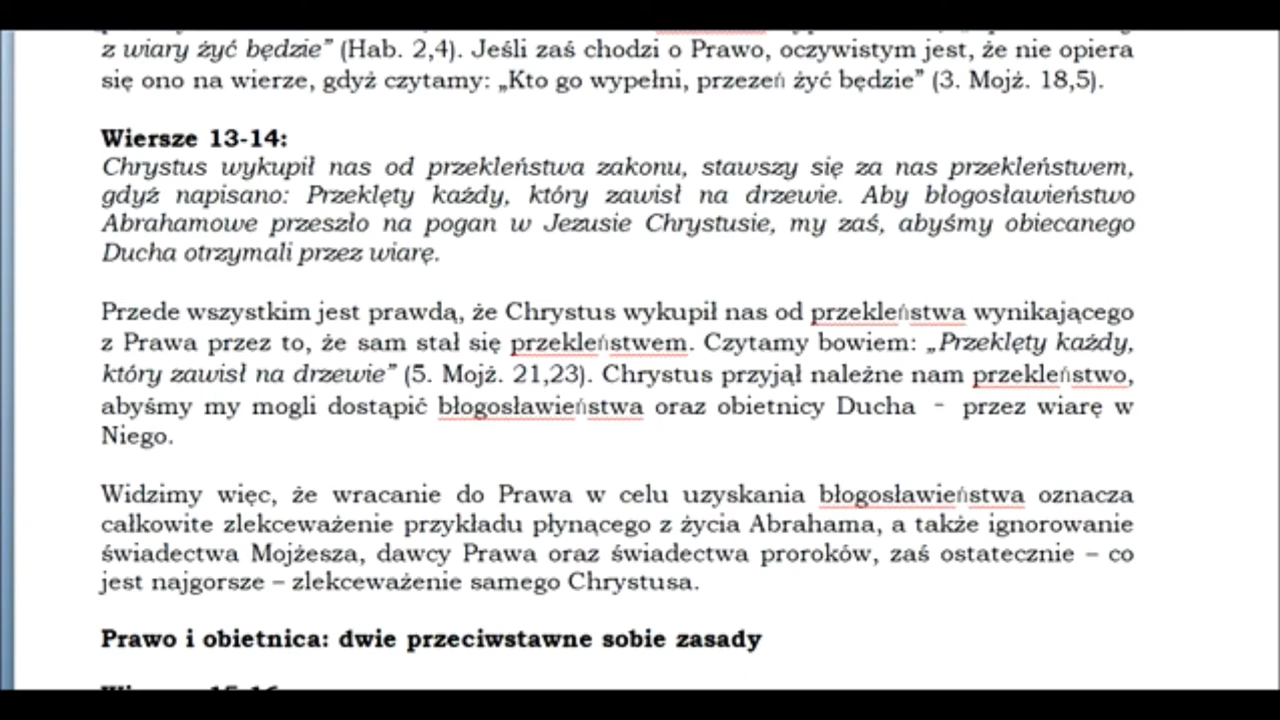 z wiary żyć będzie” (Hab. 2,4). Jeśli zaś chodzi o Prawo, oczywistym jest, że nie opiera
się ono na wierze, gdyż czytamy: „Kto go wypełni, przezeń żyć będzie” (3. Mojż. 18,5).
Wiersze 13-14:
Chrystus wykupił nas od przekleństwa zakonu, stawszy się za nas przekleństwem,
gdyż napisano: Przeklęty każdy, który zawisł na drzewie. Aby błogosławieństwo
Abrahamowe przeszło na pogan w Jezusie Chrystusie, my zaś, abyśmy obiecanego
Ducha otrzymali przez wiarę.
Przede wszystkim jest prawdą, że Chrystus wykupił nas od przekleństwa wynikającego
z Prawa przez to, że sam stał się przekleństwem. Czytamy bowiem: „Przeklęty każdy,
który zawisł na drzewie” (5. Mojż. 21,23). Chrystus przyjął należne nam przekleństwo,
abyśmy my mogli dostąpić błogosławieństwa oraz obietnicy Ducha - przez wiarę w
Niego.
Widzimy więc, że wracanie do Prawa w celu uzyskania błogosławieństwa oznacza
całkowite zlekceważenie przykładu płynącego z życia Abrahama, a także ignorowanie
świadectwa Mojżesza, dawcy Prawa oraz świadectwa proroków, zaś ostatecznie – co
jest najgorsze – zlekceważenie samego Chrystusa.
Prawo i obietnica: dwie przeciwstawne sobie zasady